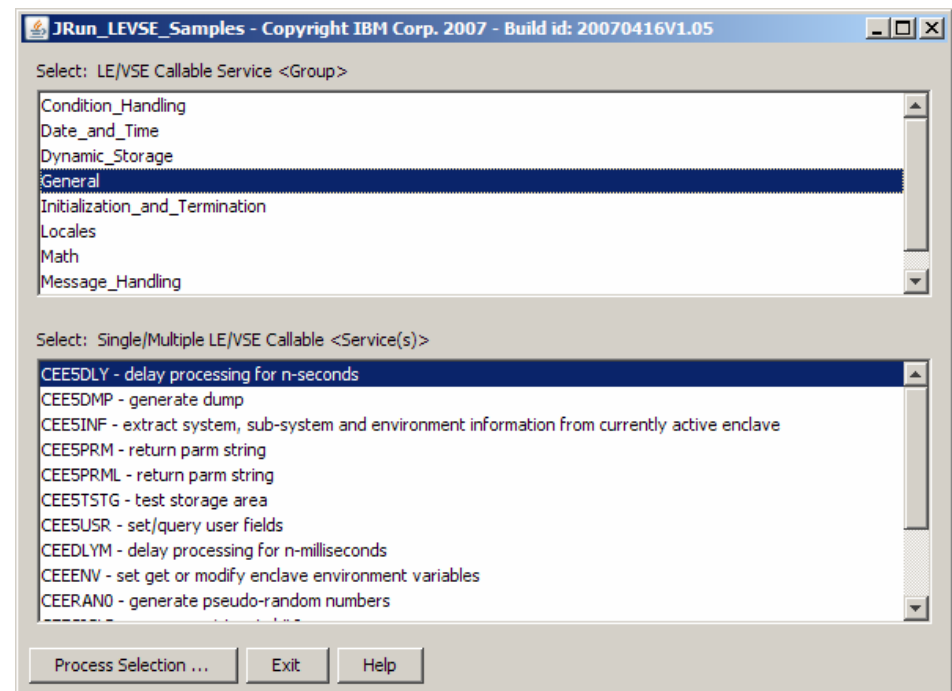 JRun_LEVSE_Samples - Copyright IBM Corp. 2007 - Build id: 20070416V1.05
Select: LE/VSE Callable Service <Group>
Condition_Handling
Date_and_Time
Dynamic_Storage
General
Initialization_and_Termination
Locales
Math
Message_Handling
Select: Single/Multiple LE/VSE Callable <Service(s)>
CEE5DLY - delay processing for n-seconds
CEE5DMP - generate dump
CEE5INF - extract system, sub-system and environment information from currently active enclave
CEE5PRM - return parm string
CEE5PRML - return parm string
CEE5TSTG - test storage area
CEE5USR - set/query user fields
CEEDLYM - delay processing for n-milliseconds
CEEENV - set get or modify enclave environment variables
CEERAN0 - generate pseudo-random numbers
Process Selection ... Exit Help